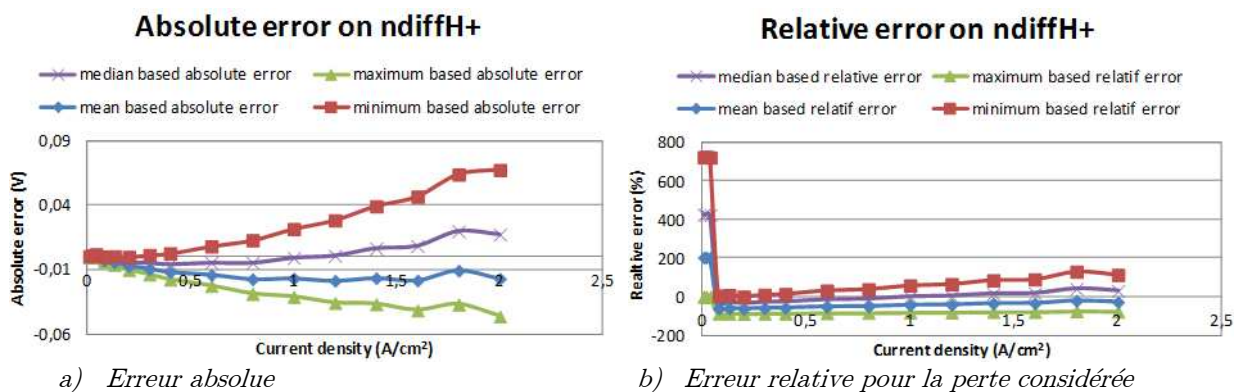 Absolute error on ndiffH+
median based absolute error
maximum based absolute error
mean based absolute error
minimum based absolute error
Absolute error (V)
0,09
0,04
-0,01
-0,06
0
0,5
1
1,5
2
2,5
Current density (A/cm²)
a) Erreur absolue
Relative error on ndiffH+
median based relative error
maximum based relatif error
mean based relatif error
minimum based relatif error
Relative error (%)
800
600
400
200
0
-200
0
0,5
1
1,5
2
2,5
Current density (A/cm²)
b) Erreur relative pour la perte considérée